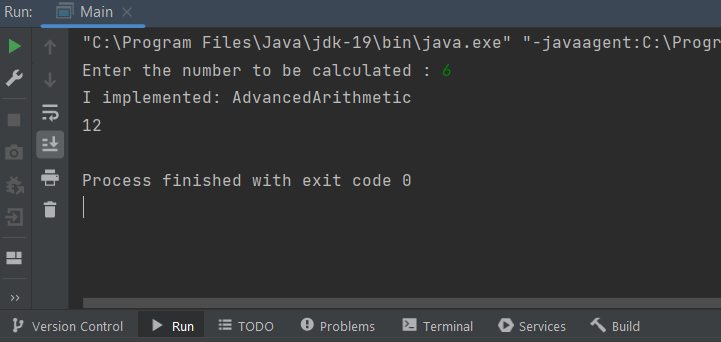 Run: Main
"C:\Program Files\Java\jdk-19\bin\java.exe" "-javaagent:C:\Progr
Enter the number to be calculated : 6
I implemented: AdvancedArithmetic
12
Process finished with exit code 0
Version Control Run TODO Problems Terminal Services Build